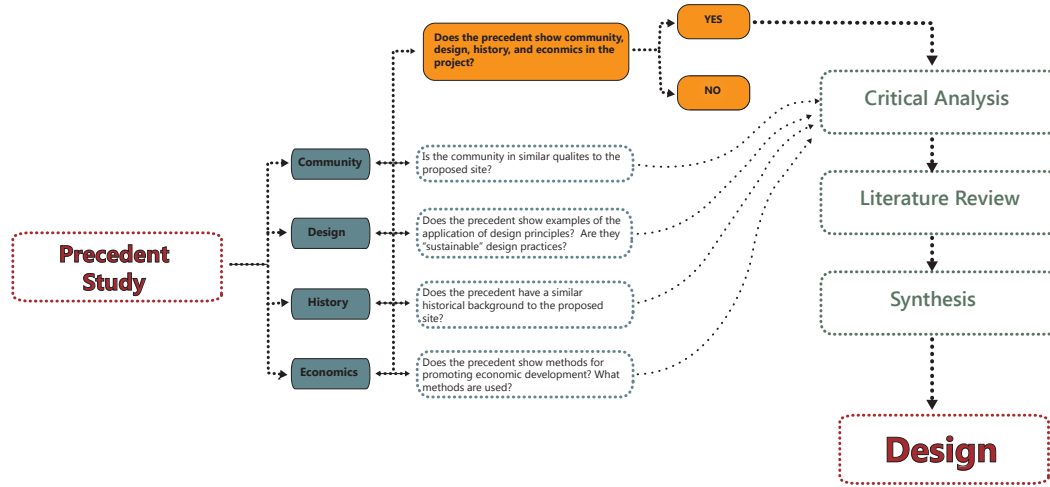 Does the precedent show community,
design, history, and econmics in the
project?
YES
NO
Critical Analysis
Community
Is the community in similar qualites to the
proposed site?
Literature Review
Design
Does the precedent show examples of the
application of design principles?  Are they
“sustainable” design practices?
Precedent
Study
History
Does the precedent have a similar
historical background to the proposed
site?
Synthesis
Economics
Does the precedent show methods for
promoting economic development? What
methods are used?
Design